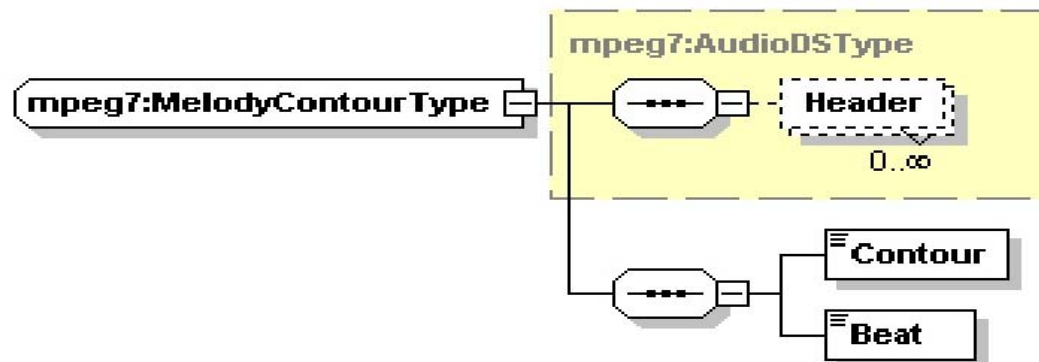 mpeg7:AudioDSType
mpeg7:MelodyContourType
Header
0..∞
Contour
Beat